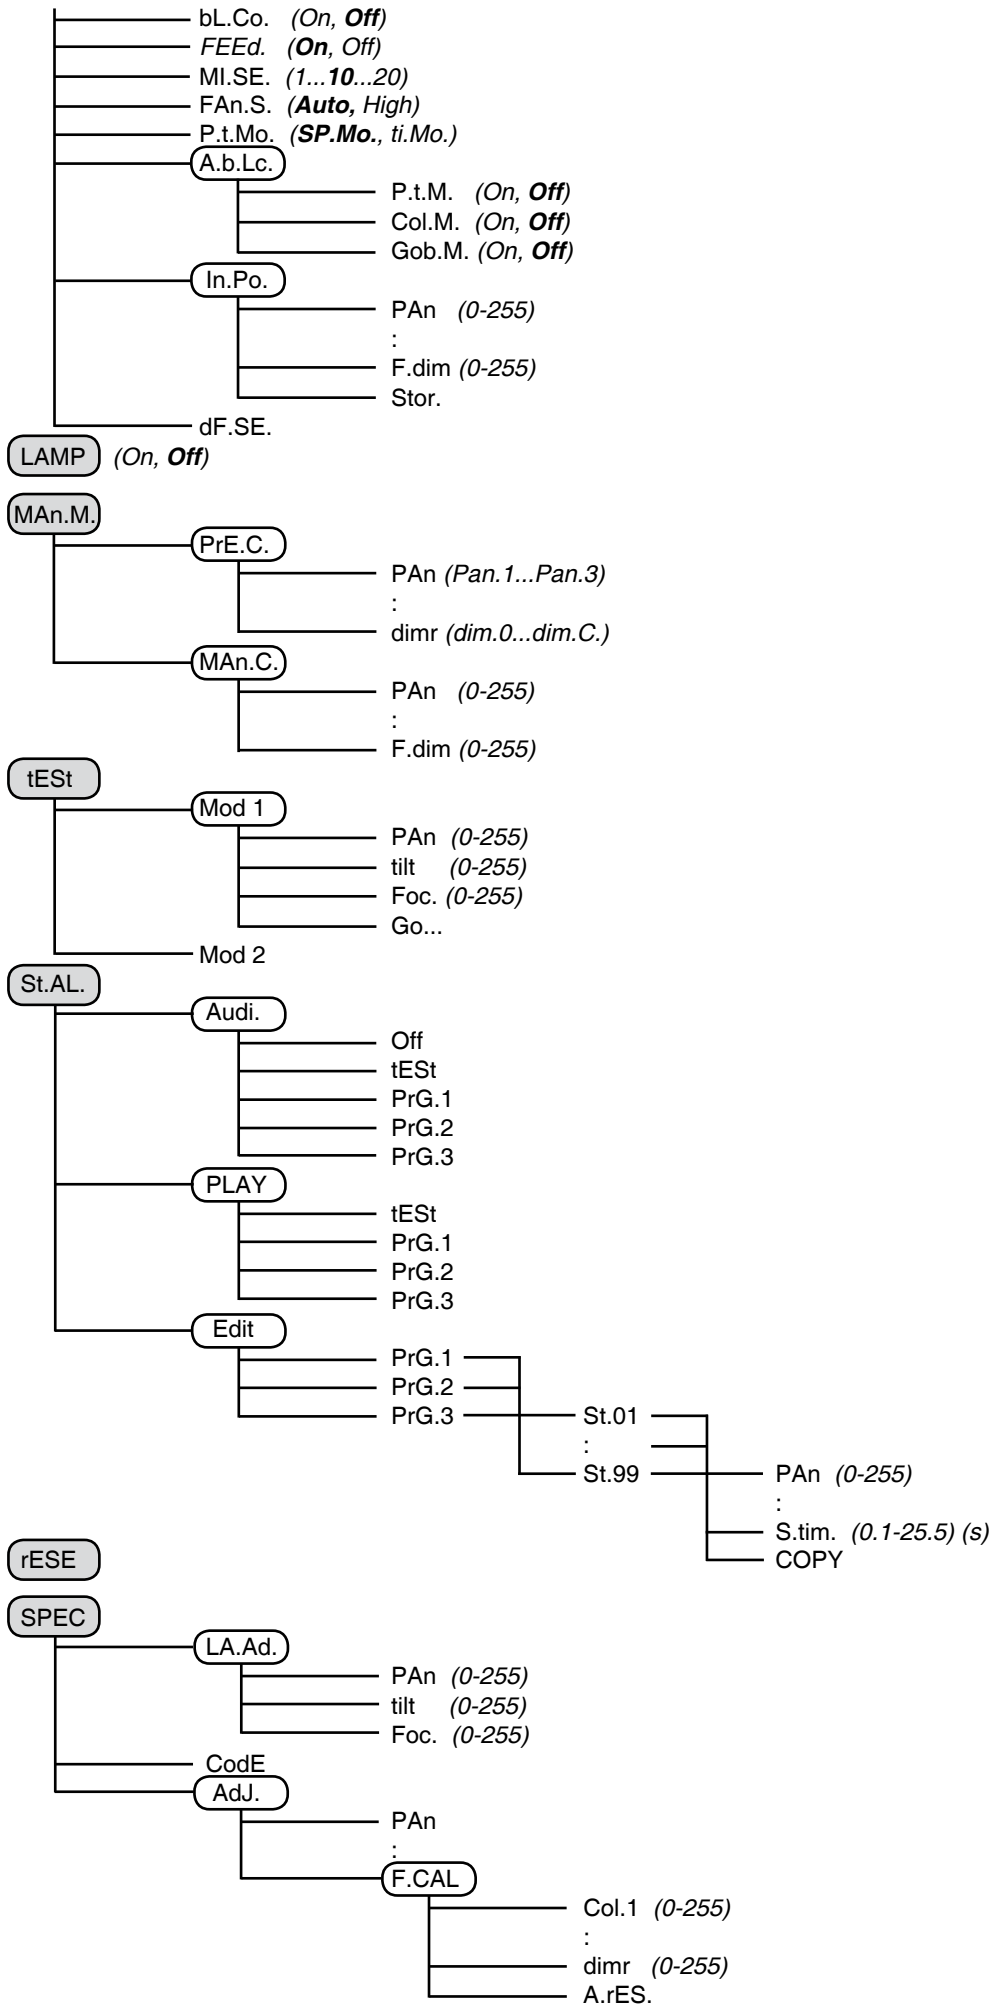 bL.Co. (On, Off)
FEEd. (On, Off)
MI.SE. (1...10...20)
FAn.S. (Auto, High)
P.t.Mo. (SP.Mo., ti.Mo.)
A.b.Lc.
P.t.M. (On, Off)
Col.M. (On, Off)
Gob.M. (On, Off)
In.Po.
PAn (0-255)
:
F.dim (0-255)
Stor.
dF.SE.
LAMP (On, Off)
MAn.M.
PrE.C.
PAn (Pan.1...Pan.3)
:
dimr (dim.0...dim.C.)
MAn.C.
PAn (0-255)
:
F.dim (0-255)
tESt
Mod 1
PAn (0-255)
tilt (0-255)
Foc. (0-255)
Go...
Mod 2
St.AL.
Audi.
Off
tESt
PrG.1
PrG.2
PrG.3
PLAY
tESt
PrG.1
PrG.2
PrG.3
Edit
PrG.1
PrG.2
PrG.3 St.01
:
St.99 PAn (0-255)
:
S.tim. (0.1-25.5) (s)
COPY
rESE
SPEC
LA.Ad.
PAn (0-255)
tilt (0-255)
Foc. (0-255)
CodE
AdJ.
PAn
:
F.CAL
Col.1 (0-255)
:
dimr (0-255)
A.rES.